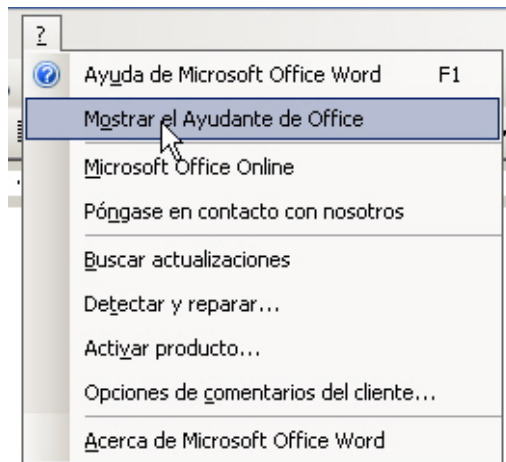 ?
Ayuda de Microsoft Office Word F1
Mostrar el Ayudante de Office
Microsoft Office Online
Póngase en contacto con nosotros
Buscar actualizaciones
Detectar y reparar...
Activar producto...
Opciones de comentarios del cliente...
Acerca de Microsoft Office Word